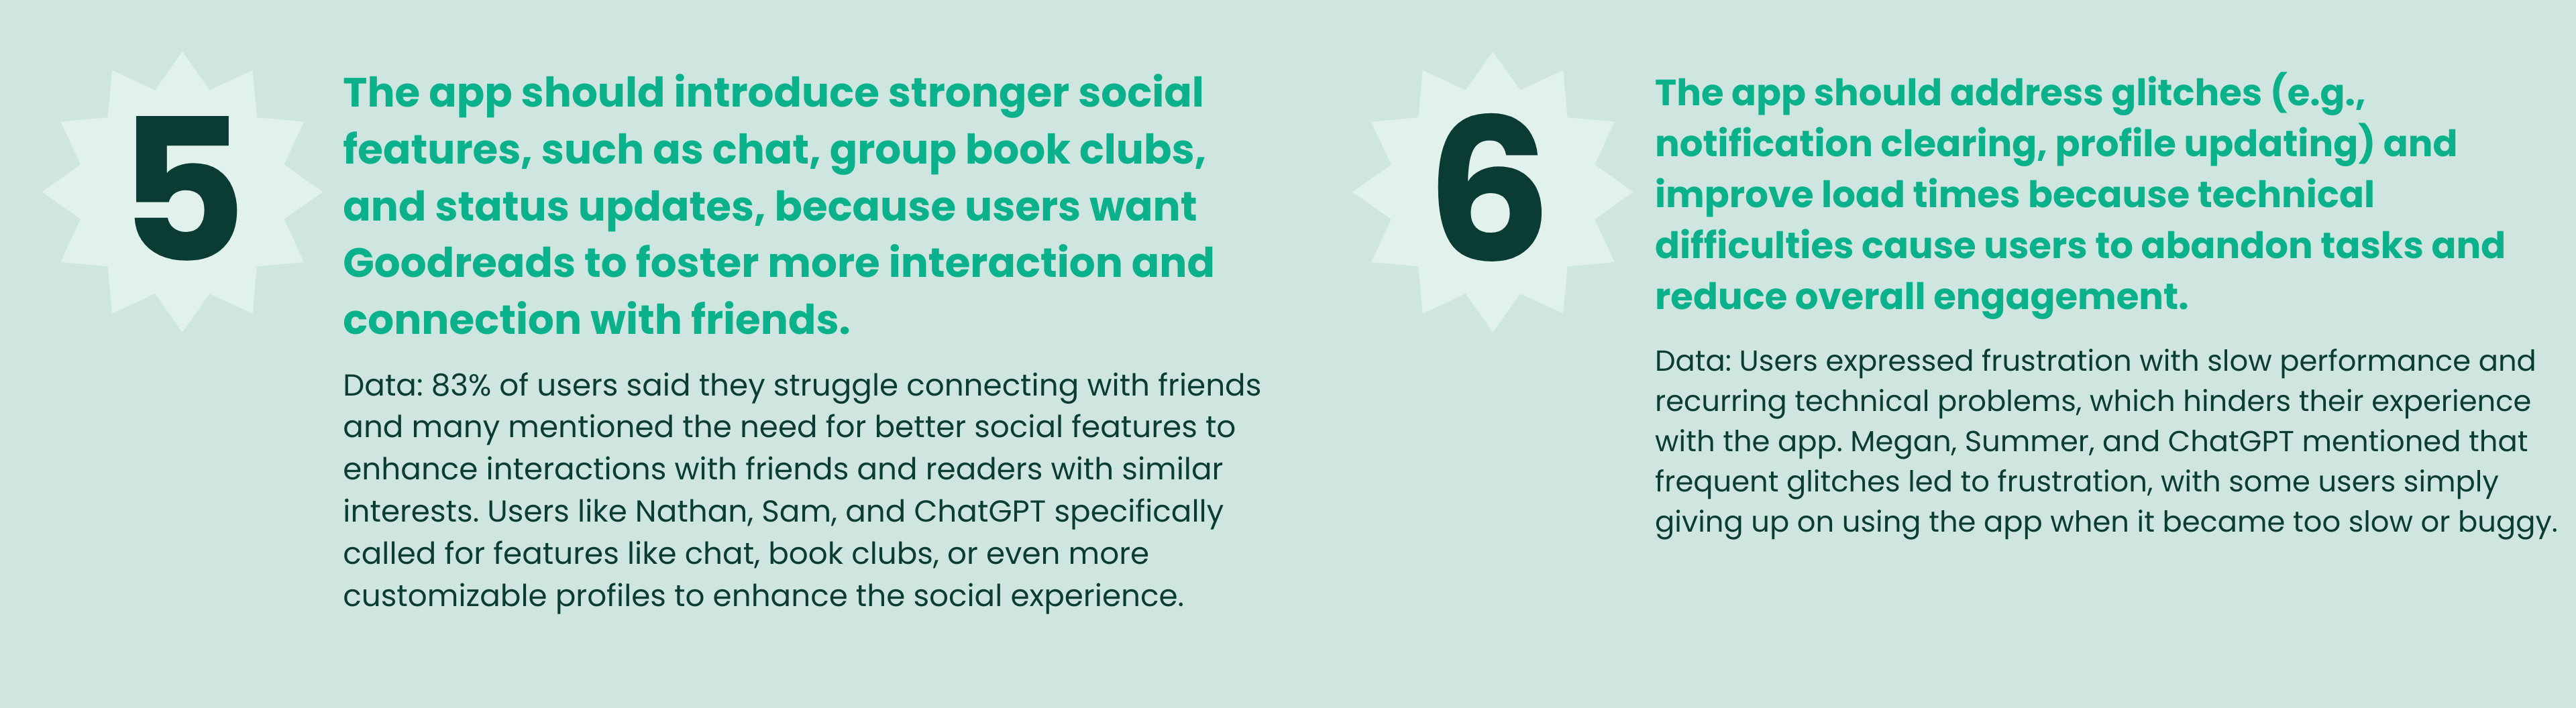 5
The app should introduce stronger social
features, such as chat, group book clubs,
and status updates, because users want
Goodreads to foster more interaction and
connection with friends.
Data: 83% of users said they struggle connecting with friends
and many mentioned the need for better social features to
enhance interactions with friends and readers with similar
interests. Users like Nathan, Sam, and ChatGPT specifically
called for features like chat, book clubs, or even more
customizable profiles to enhance the social experience.
6
The app should address glitches (e.g.,
notification clearing, profile updating) and
improve load times because technical
difficulties cause users to abandon tasks and
reduce overall engagement.
Data: Users expressed frustration with slow performance and
recurring technical problems, which hinders their experience
with the app. Megan, Summer, and ChatGPT mentioned that
frequent glitches led to frustration, with some users simply
giving up on using the app when it became too slow or buggy.